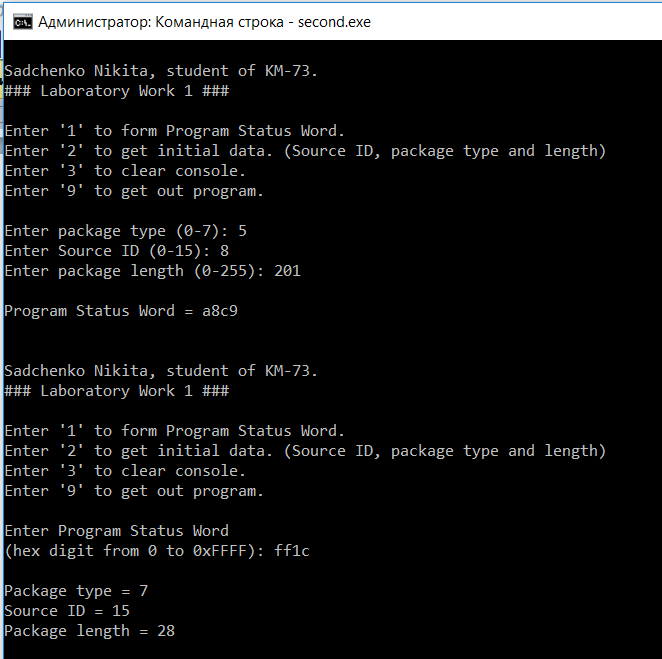 Администратор: Командная строка - second.exe
Sadchenko Nikita, student of KM-73.
### Laboratory Work 1 ###
Enter '1' to form Program Status Word.
Enter '2' to get initial data. (Source ID, package type and length)
Enter '3' to clear console.
Enter '9' to get out program.
Enter package type (0-7): 5
Enter Source ID (0-15): 8
Enter package length (0-255): 201
Program Status Word = a8c9
Sadchenko Nikita, student of KM-73.
### Laboratory Work 1 ###
Enter '1' to form Program Status Word.
Enter '2' to get initial data. (Source ID, package type and length)
Enter '3' to clear console.
Enter '9' to get out program.
Enter Program Status Word
(hex digit from 0 to 0xFFFF): ff1c
Package type = 7
Source ID = 15
Package length = 28